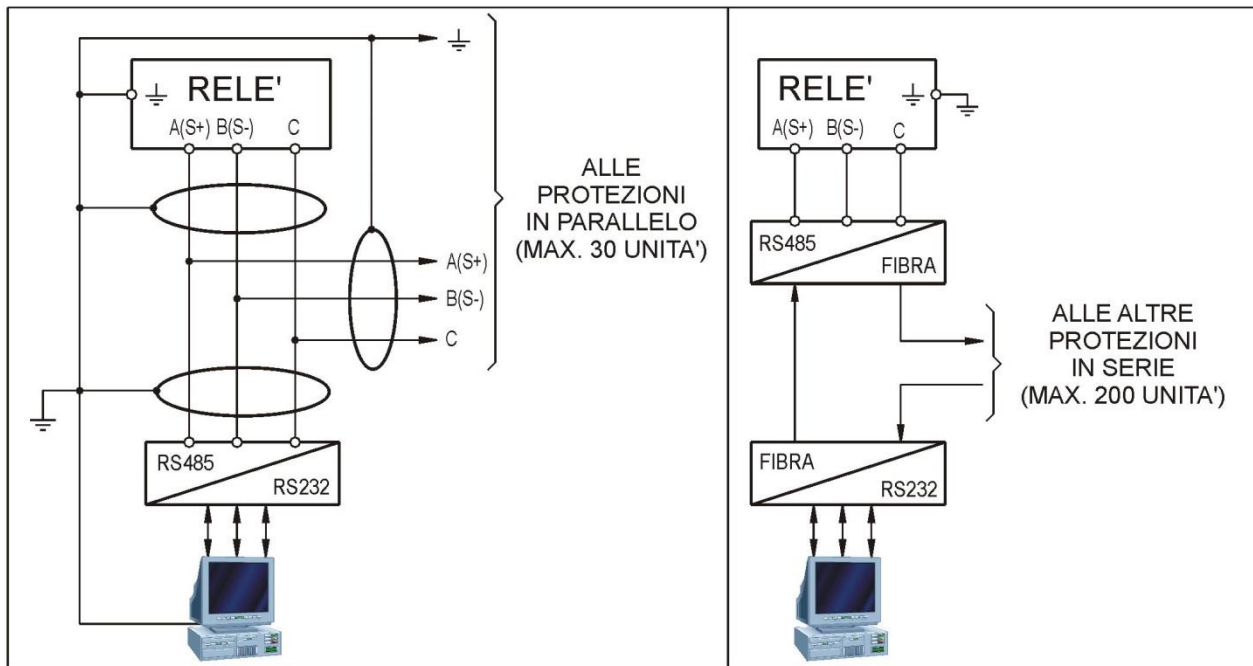 RELE'
A(S+) B(S-) C
ALLE
PROTEZIONI
IN PARALLELO
(MAX. 30 UNITA')
A(S+)
B(S-)
C
RS485
RS232
RELE'
A(S+) B(S-) C
RS485
FIBRA
ALLE ALTRE
PROTEZIONI
IN SERIE
(MAX. 200 UNITA')
FIBRA
RS232